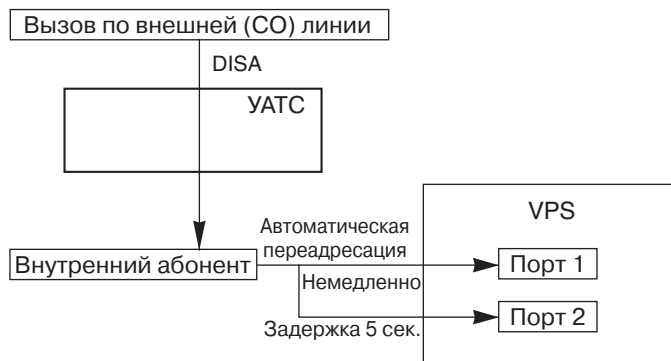 Вызов по внешней (CO) линии
DISA
УАТС
VPS
Автоматическая
переадресация
Внутренний абонент
Порт 1
Немедленно
Порт 2
Задержка 5 сек.